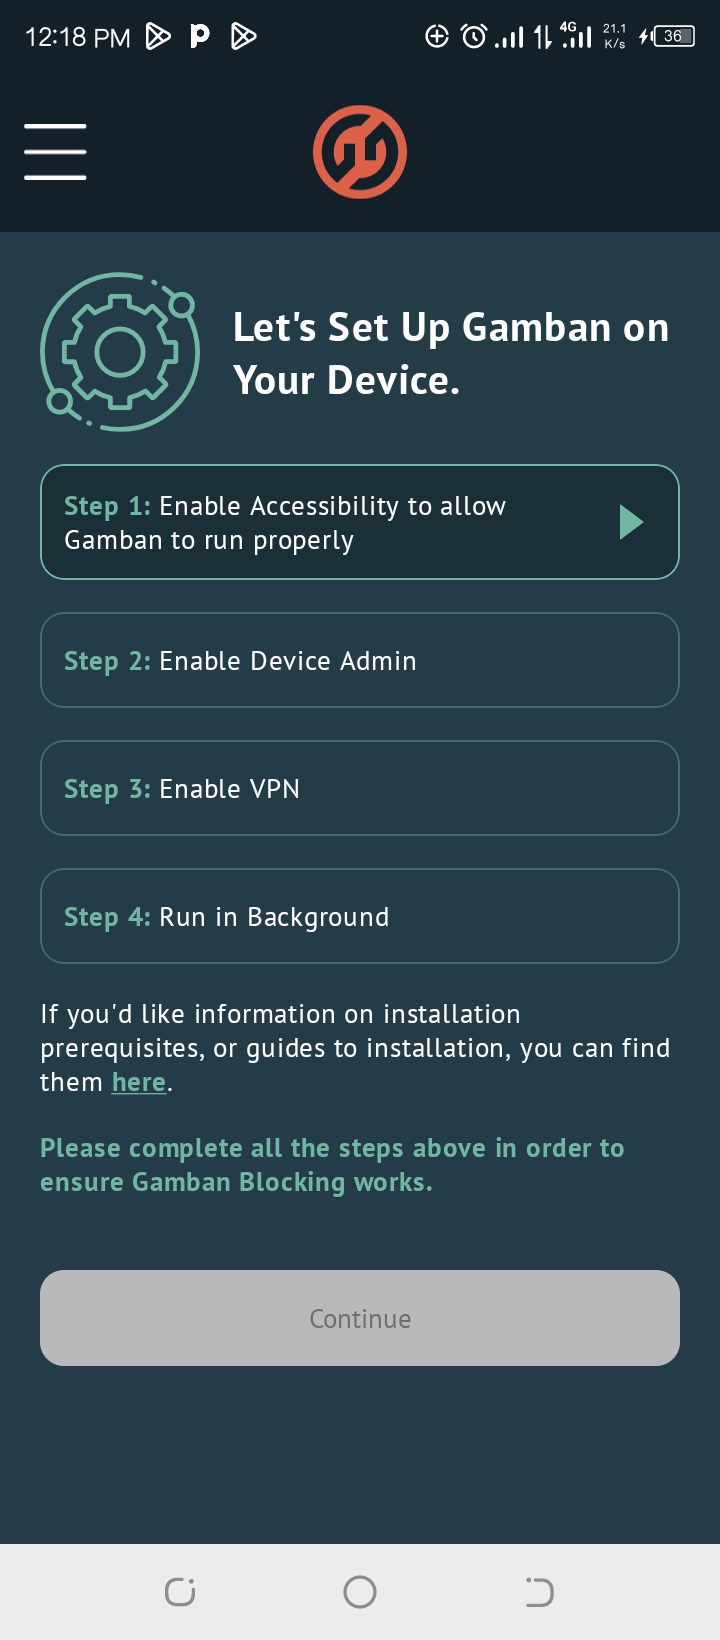 12:18 PM
4G
21.1
K/s
36
Let's Set Up Gamban on
Your Device.
Step 1: Enable Accessibility to allow
Gamban to run properly
Step 2: Enable Device Admin
Step 3: Enable VPN
Step 4: Run in Background
If you'd like information on installation
prerequisites, or guides to installation, you can find
them here.
Please complete all the steps above in order to
ensure Gamban Blocking works.
Continue